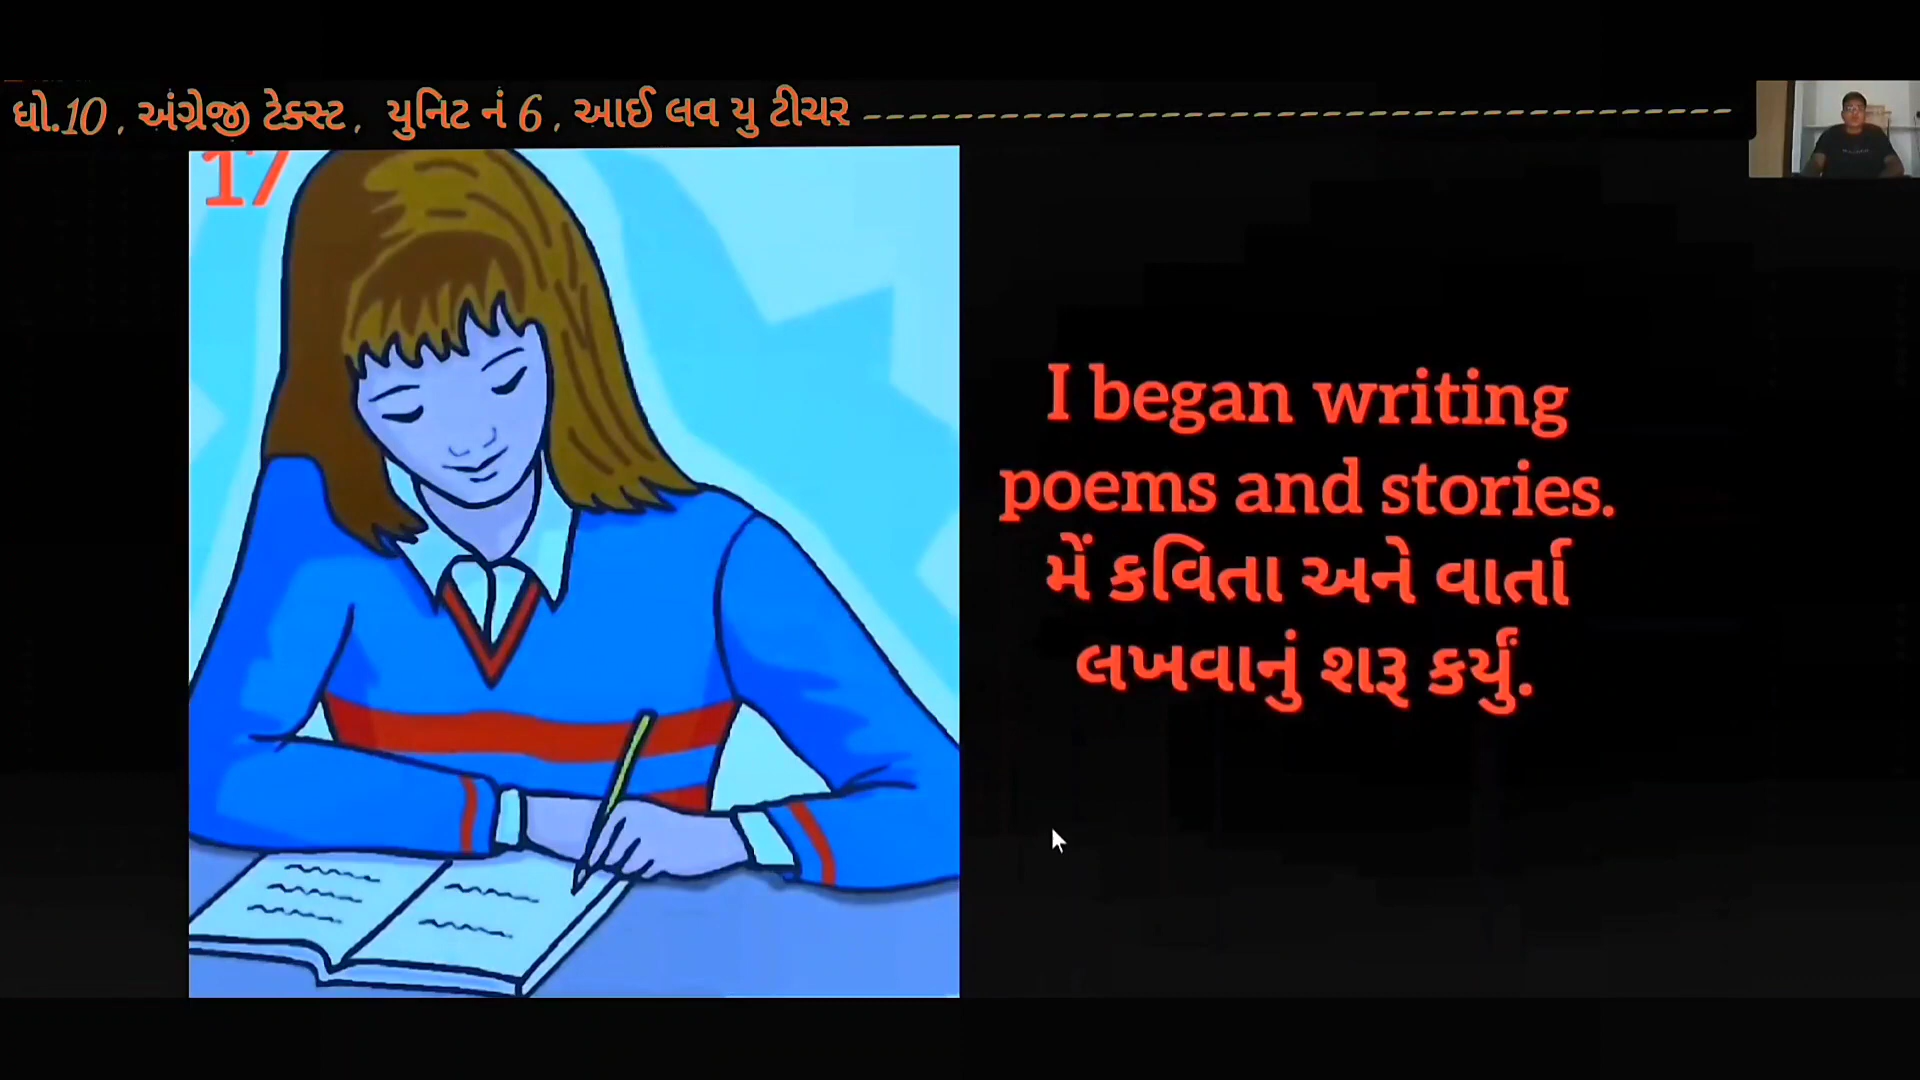 ધો.10 , અંગ્રેજી ટેક્સ્ટ , યુનિટ નં 6 , આઈ લવ યુ ટીચર
17
I began writing
poems and stories.
મેં કવિતા અને વાર્તા
લખવાનું શરૂ કર્યું.